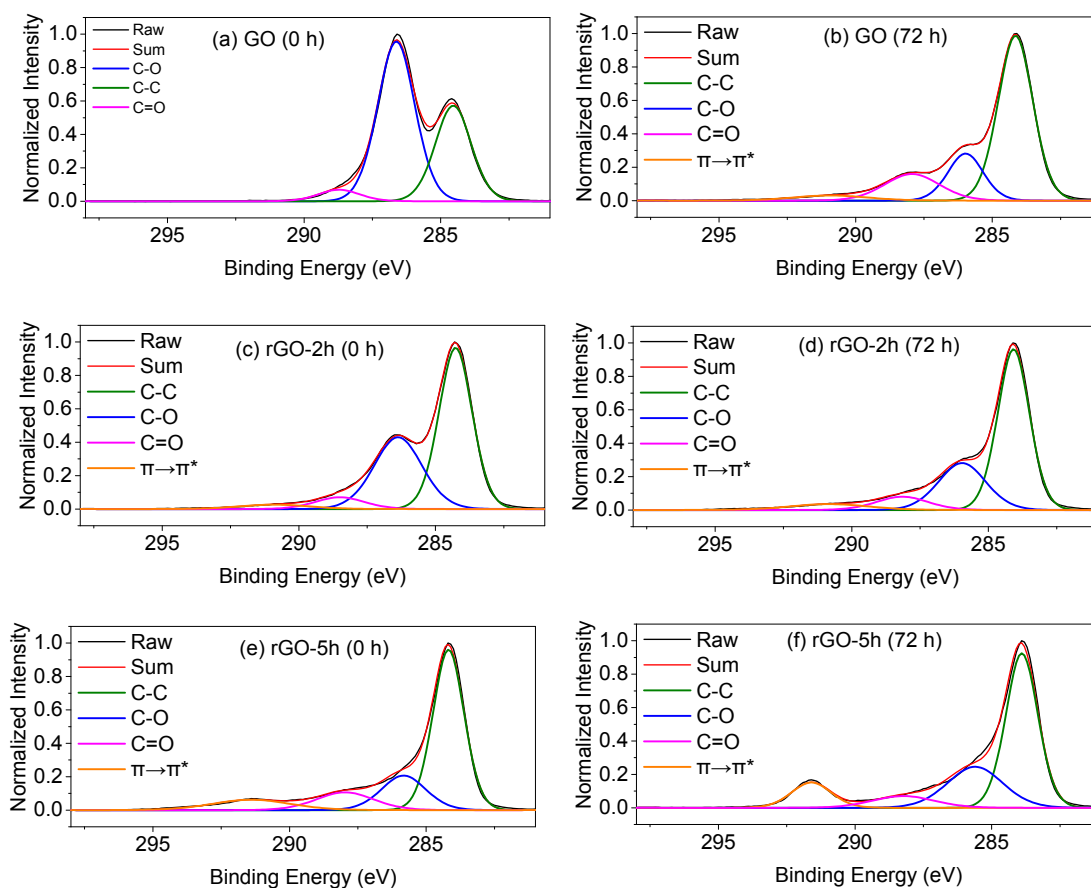 (a) GO (0 h)
Raw
Sum
C-O
C-C
C=O
1.0
0.8
0.6
0.4
0.2
0.0
295
290
285
Normalized Intensity
Binding Energy (eV)
(b) GO (72 h)
Raw
Sum
C-C
C-O
C=O
π→π*
1.0
0.8
0.6
0.4
0.2
0.0
295
290
285
Normalized Intensity
Binding Energy (eV)
(c) rGO-2h (0 h)
Raw
Sum
C-C
C-O
C=O
π→π*
1.0
0.8
0.6
0.4
0.2
0.0
295
290
285
Normalized Intensity
Binding Energy (eV)
(d) rGO-2h (72 h)
Raw
Sum
C-C
C-O
C=O
π→π*
1.0
0.8
0.6
0.4
0.2
0.0
295
290
285
Normalized Intensity
Binding Energy (eV)
(e) rGO-5h (0 h)
Raw
Sum
C-C
C-O
C=O
π→π*
1.0
0.8
0.6
0.4
0.2
0.0
295
290
285
Normalized Intensity
Binding Energy (eV)
(f) rGO-5h (72 h)
Raw
Sum
C-C
C-O
C=O
π→π*
1.0
0.8
0.6
0.4
0.2
0.0
295
290
285
Normalized Intensity
Binding Energy (eV)